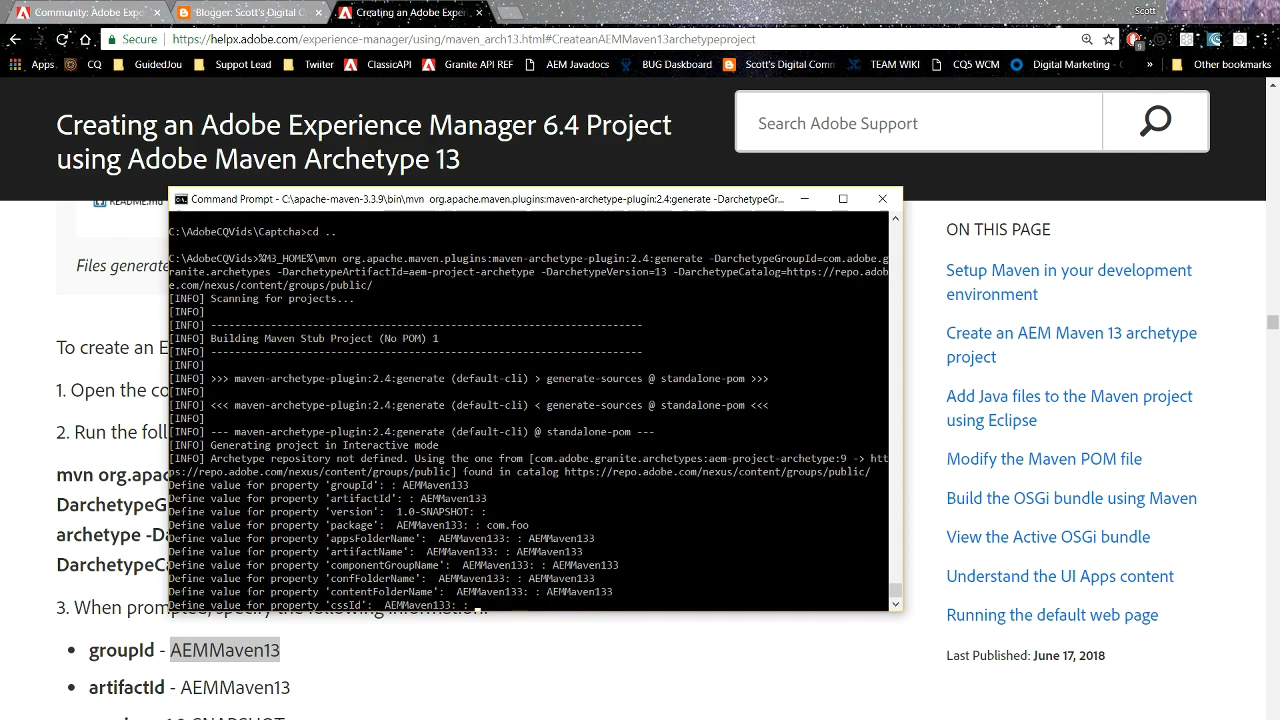 Community: Adobe Expe
Blogger: Scott's Digital C
Creating an Adobe Exper
Scott
Secure
https://helpx.adobe.com/experience-manager/using/maven_arch13.html#CreateanAEMMaven13archetypeproject
Apps
CQ
GuidedJou
Suppot Lead
Twiiter
ClassicAPI
Granite API REF
AEM Javadocs
BUG Daskboard
Scott's Digital Comm
TEAM WIKI
CQ5 WCM
Digital Marketing - C
»
Other bookmarks
Creating an Adobe Experience Manager 6.4 Project
using Adobe Maven Archetype 13
Search Adobe Support
README.md
Files generate
To create an E
1. Open the co
2. Run the foll
mvn org.apac
DarchetypeG
archetype -Da
DarchetypeC
3. When prompted, specify the following information:
• groupId - AEMMaven13
• artifactId - AEMMaven13
Command Prompt - C:\apache-maven-3.3.9\bin\mvn org.apache.maven.plugins:maven-archetype-plugin:2.4:generate -DarchetypeGr...
C:\AdobeCQVids\Captcha>cd ..
C:\AdobeCQVids>%M3_HOME%\mvn org.apache.maven.plugins:maven-archetype-plugin:2.4:generate -DarchetypeGroupId=com.adobe.g
ranite.archetypes -DarchetypeArtifactId=aem-project-archetype -DarchetypeVersion=13 -DarchetypeCatalog=https://repo.adob
e.com/nexus/content/groups/public/
[INFO] Scanning for projects...
[INFO]
[INFO] ------------------------------------------------------------------------
[INFO] Building Maven Stub Project (No POM) 1
[INFO] ------------------------------------------------------------------------
[INFO]
[INFO] >>> maven-archetype-plugin:2.4:generate (default-cli) > generate-sources @ standalone-pom >>>
[INFO]
[INFO] <<< maven-archetype-plugin:2.4:generate (default-cli) < generate-sources @ standalone-pom <<<
[INFO]
[INFO] --- maven-archetype-plugin:2.4:generate (default-cli) @ standalone-pom ---
[INFO] Generating project in Interactive mode
[INFO] Archetype repository not defined. Using the one from [com.adobe.granite.archetypes:aem-project-archetype:9 -> htt
ps://repo.adobe.com/nexus/content/groups/public] found in catalog https://repo.adobe.com/nexus/content/groups/public/
Define value for property 'groupId': : AEMMaven133
Define value for property 'artifactId': : AEMMaven133
Define value for property 'version':  1.0-SNAPSHOT: :
Define value for property 'package':  AEMMaven133: : com.foo
Define value for property 'appsFolderName':  AEMMaven133: : AEMMaven133
Define value for property 'artifactName':  AEMMaven133: : AEMMaven133
Define value for property 'componentGroupName':  AEMMaven133: : AEMMaven133
Define value for property 'confFolderName':  AEMMaven133: : AEMMaven133
Define value for property 'contentFolderName':  AEMMaven133: : AEMMaven133
Define value for property 'cssId':  AEMMaven133: :
ON THIS PAGE
Setup Maven in your development
environment
Create an AEM Maven 13 archetype
project
Add Java files to the Maven project
using Eclipse
Modify the Maven POM file
Build the OSGi bundle using Maven
View the Active OSGi bundle
Understand the UI Apps content
Running the default web page
Last Published: June 17, 2018